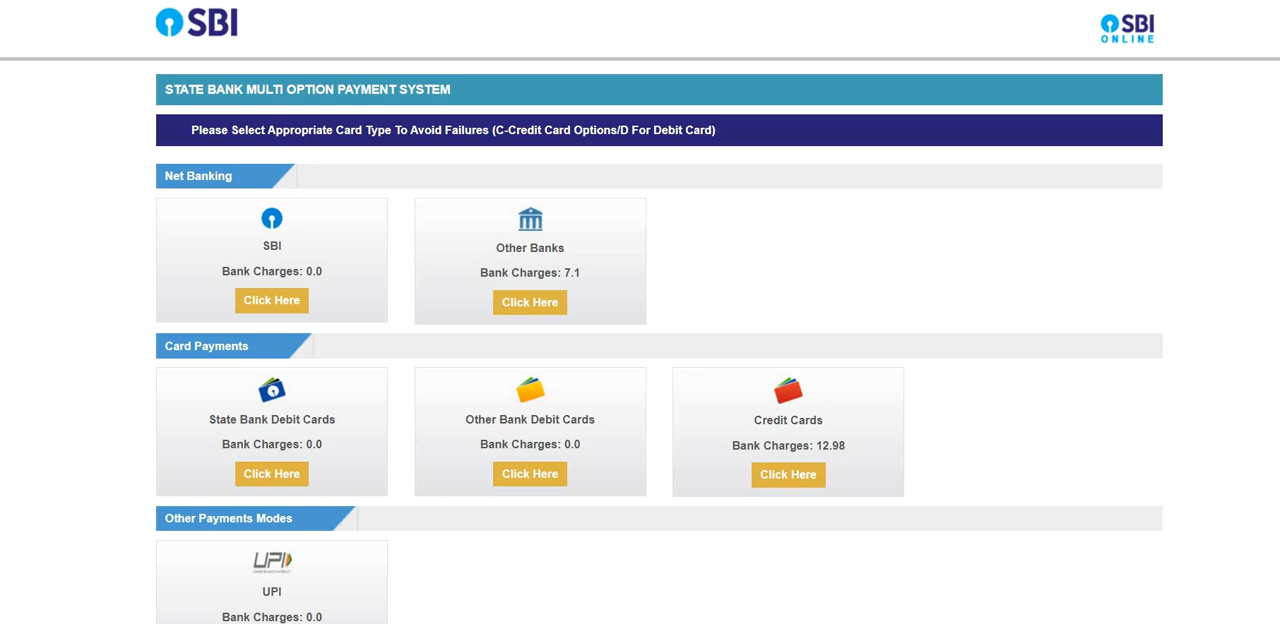 SBI
SBI
ONLINE
STATE BANK MULTI OPTION PAYMENT SYSTEM
Please Select Appropriate Card Type To Avoid Failures (C-Credit Card Options/D For Debit Card)
Net Banking
SBI
Bank Charges: 0.0
Click Here
Other Banks
Bank Charges: 7.1
Click Here
Card Payments
State Bank Debit Cards
Bank Charges: 0.0
Click Here
Other Bank Debit Cards
Bank Charges: 0.0
Click Here
Credit Cards
Bank Charges: 12.98
Click Here
Other Payments Modes
UPI
UPI
Bank Charges: 0.0